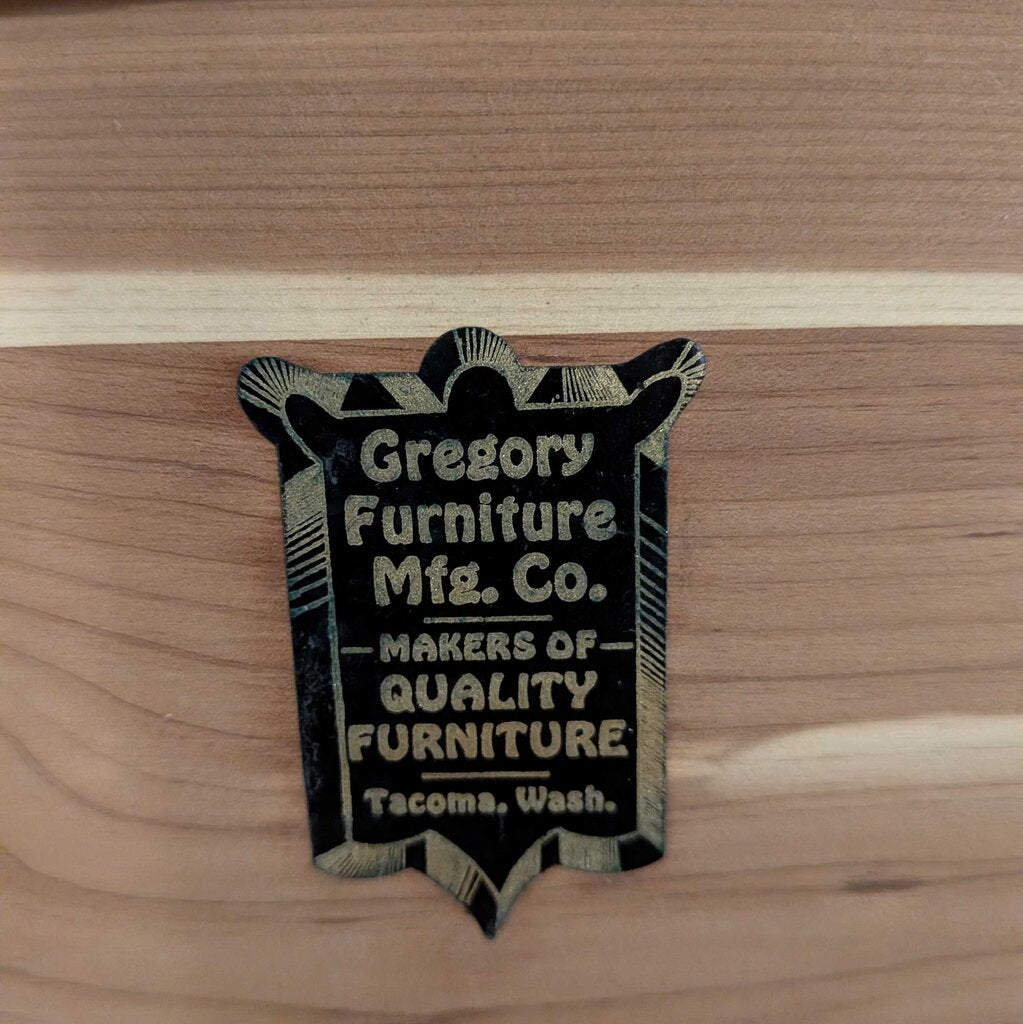 Gregory
Furniture
Mfg. Co.
MAKERS OF
QUALITY
FURNITURE
Tacoma. Wash.